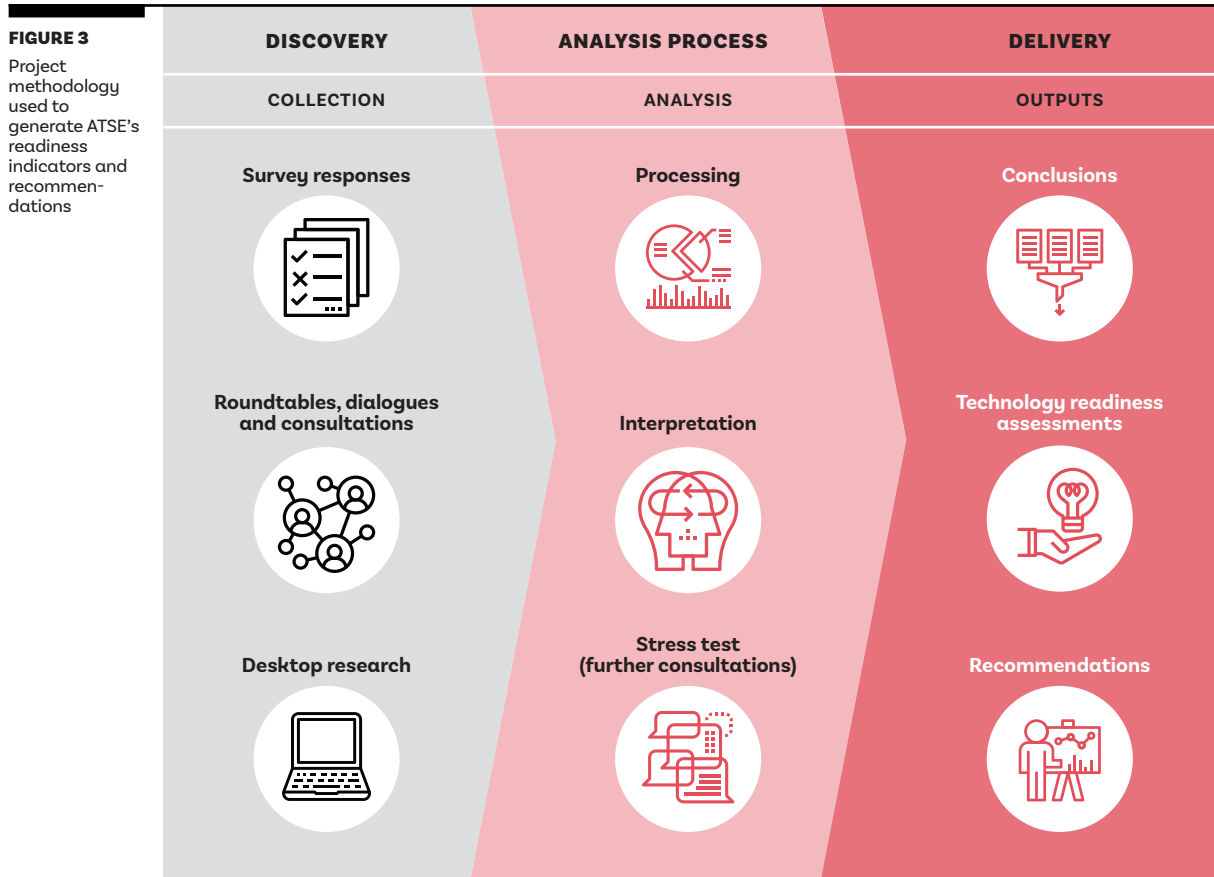 FIGURE 3
Project
methodology
used to
generate ATSE's
readiness
indicators and
recommen-
dations
DISCOVERY
ANALYSIS PROCESS
DELIVERY
COLLECTION
ANALYSIS
OUTPUTS
Survey responses
Processing
Conclusions
Roundtables, dialogues
and consultations
Interpretation
Technology readiness
assessments
Desktop research
Stress test
(further consultations)
Recommendations